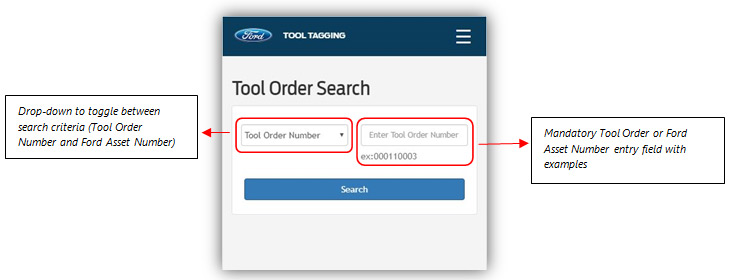 Ford TOOL TAGGING
Tool Order Search
Drop-down to toggle between
search criteria (Tool Order
Number and Ford Asset Number)
Tool Order Number
Enter Tool Order Number
ex:000110003
Search
Mandatory Tool Order or Ford
Asset Number entry field with
examples